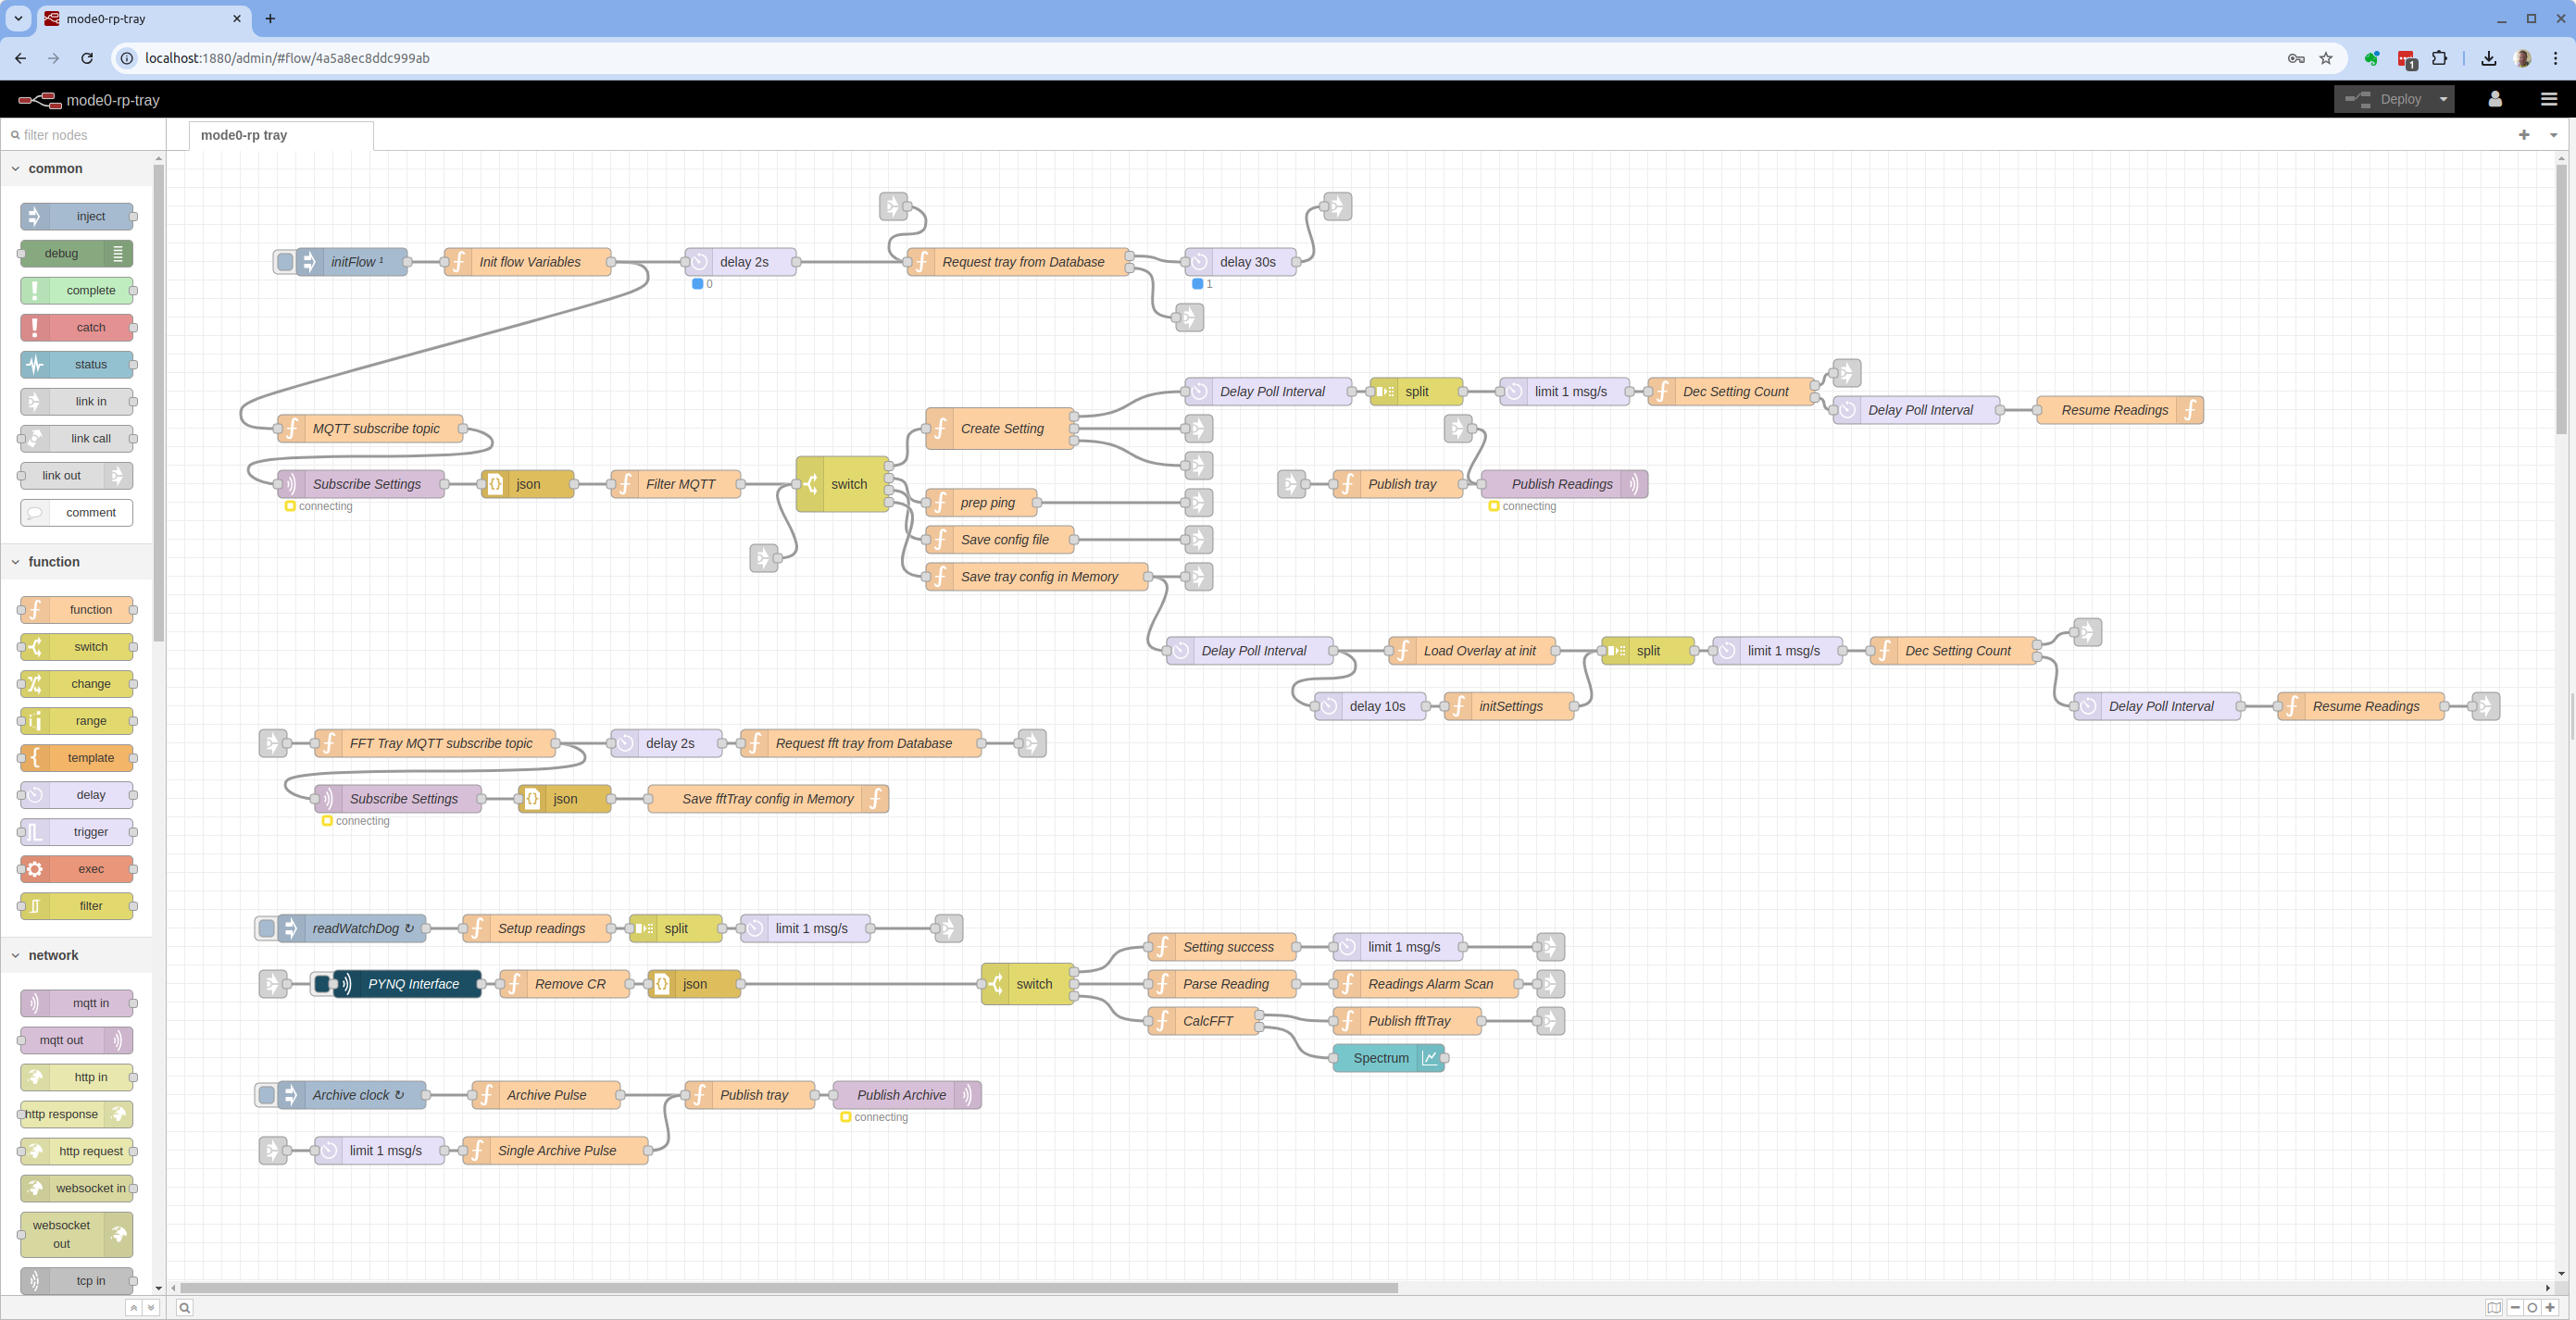 mode0-rp-tray
localhost:1880/admin/#flow/4a5a8ec8ddc999ab
1
mode0-rp-tray
Deploy
filter nodes
mode0-rp tray
common
inject
debug
complete
catch
status
link in
link call
link out
comment
function
function
switch
change
range
template
delay
trigger
exec
filter
network
mqtt in
mqtt out
http in
http response
http request
websocket in
websocket
out
tcp in
initFlow ¹
Init flow Variables
delay 2s
0
Request tray from Database
delay 30s
1
MQTT subscribe topic
Subscribe Settings
connecting
json
Filter MQTT
switch
Create Setting
prep ping
Save config file
Save tray config in Memory
Delay Poll Interval
split
limit 1 msg/s
Dec Setting Count
Delay Poll Interval
Resume Readings
Publish tray
Publish Readings
connecting
Delay Poll Interval
Load Overlay at init
split
limit 1 msg/s
Dec Setting Count
delay 10s
initSettings
Delay Poll Interval
Resume Readings
FFT Tray MQTT subscribe topic
delay 2s
Request fft tray from Database
Subscribe Settings
connecting
json
Save fftTray config in Memory
readWatchDog ↻
Setup readings
split
limit 1 msg/s
PYNQ Interface
Remove CR
json
switch
Setting success
limit 1 msg/s
Parse Reading
Readings Alarm Scan
CalcFFT
Publish fftTray
Spectrum
Archive clock ↻
Archive Pulse
Publish tray
Publish Archive
connecting
limit 1 msg/s
Single Archive Pulse